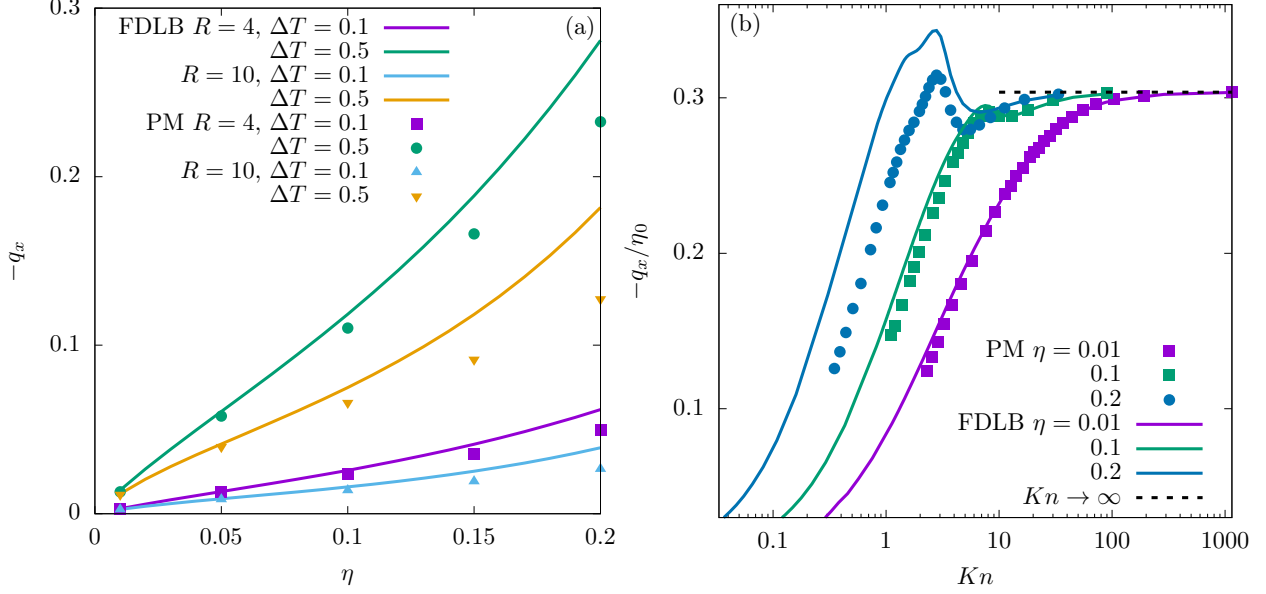 (a)
FDLB R = 4, ΔT = 0.1
ΔT = 0.5
R = 10, ΔT = 0.1
ΔT = 0.5
PM R = 4, ΔT = 0.1
ΔT = 0.5
R = 10, ΔT = 0.1
ΔT = 0.5
0.3
0.2
0.1
0
−qₓ
0 0.05 0.1 0.15 0.2
η
(b)
0.3
0.2
0.1
−qₓ/η₀
PM η = 0.01
0.1
0.2
FDLB η = 0.01
0.1
0.2
Kn → ∞
0.1 1 10 100 1000
Kn